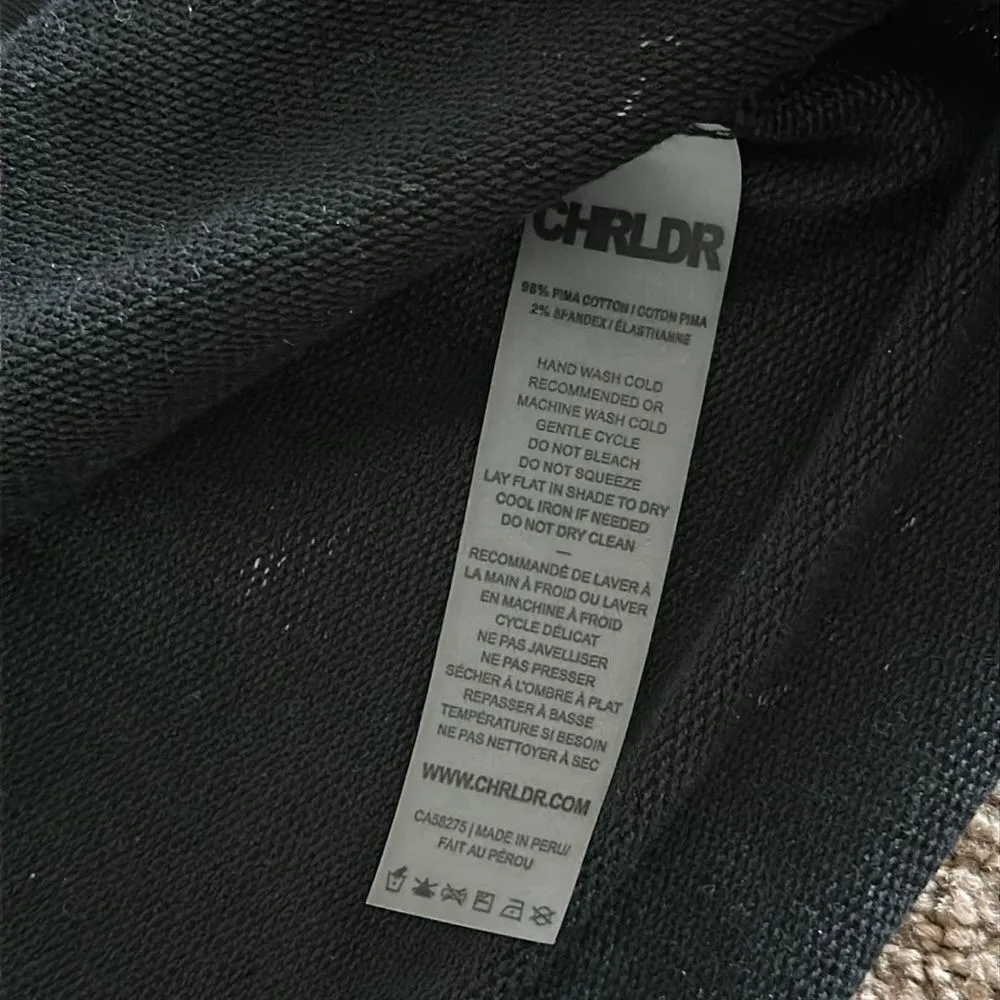 CHRLDR
98% PIMA COTTON / COTON PIMA
2% SPANDEX / ÉLASTHANNE
HAND WASH COLD
RECOMMENDED OR
MACHINE WASH COLD
GENTLE CYCLE
DO NOT BLEACH
DO NOT SQUEEZE
LAY FLAT IN SHADE TO DRY
COOL IRON IF NEEDED
DO NOT DRY CLEAN
—
RECOMMANDÉ DE LAVER À
LA MAIN À FROID OU LAVER
EN MACHINE À FROID
CYCLE DÉLICAT
NE PAS JAVELLISER
NE PAS PRESSER
SÉCHER À L'OMBRE À PLAT
REPASSER À BASSE
TEMPÉRATURE SI BESOIN
NE PAS NETTOYER À SEC
WWW.CHRLDR.COM
CA58275 | MADE IN PERU/
FAIT AU PÉROU